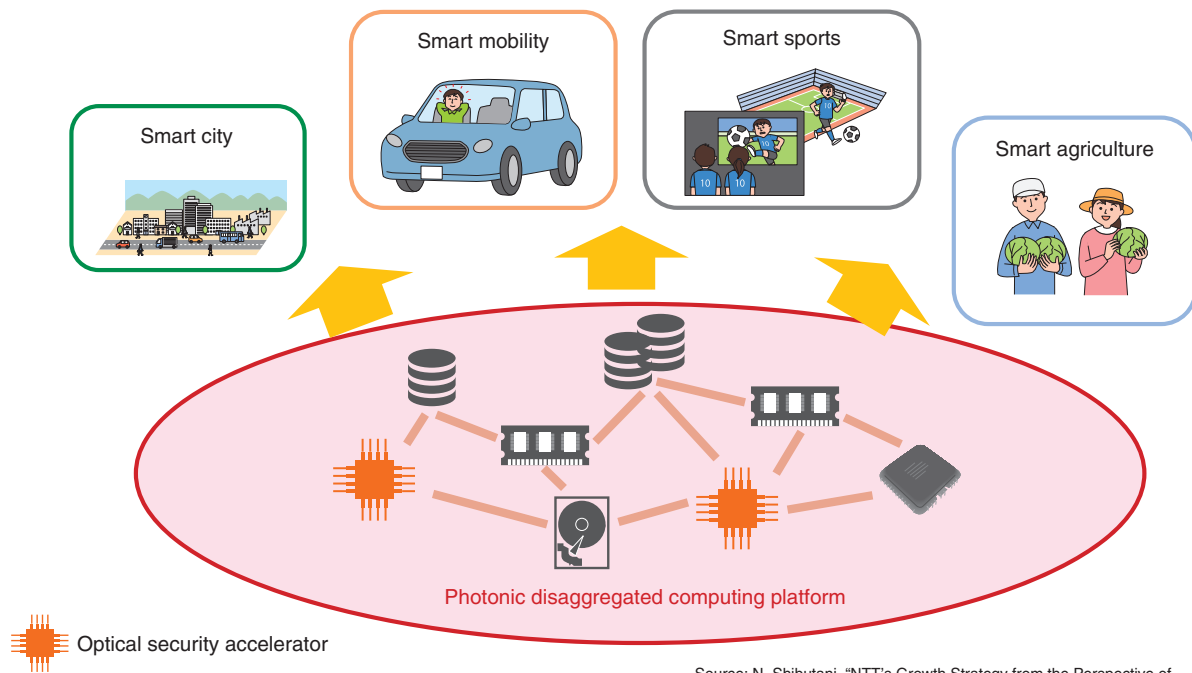 Smart mobility
Smart sports
Smart city
Smart agriculture
10
10
10
10
Photonic disaggregated computing platform
Optical security accelerator
Source: N. Shibutani, “NTT’s Growth Strategy from the Perspective of